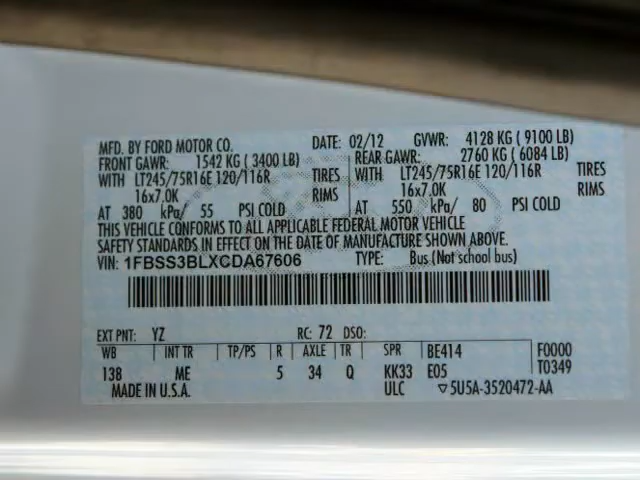 MFD. BY FORD MOTOR CO. DATE: 02/12 GVWR: 4128 KG ( 9100 LB)
FRONT GAWR: 1542 KG ( 3400 LB) REAR GAWR: 2760 KG ( 6084 LB)
WITH LT245/75R16E 120/116R TIRES WITH LT245/75R16E 120/116R TIRES
16x7.0K RIMS 16x7.0K RIMS
AT 380 kPa/ 55 PSI COLD AT 550 kPa/ 80 PSI COLD
THIS VEHICLE CONFORMS TO ALL APPLICABLE FEDERAL MOTOR VEHICLE
SAFETY STANDARDS IN EFFECT ON THE DATE OF MANUFACTURE SHOWN ABOVE.
VIN: 1FBSS3BLXCDA67606 TYPE: Bus (Not school bus)
EXT PNT: YZ RC: 72 DSO:
WB INT TR TP/PS R AXLE TR SPR BE414 F0000
138 ME 5 34 Q KK33 E05 T0349
MADE IN U.S.A. ULC ▽5U5A-3520472-AA